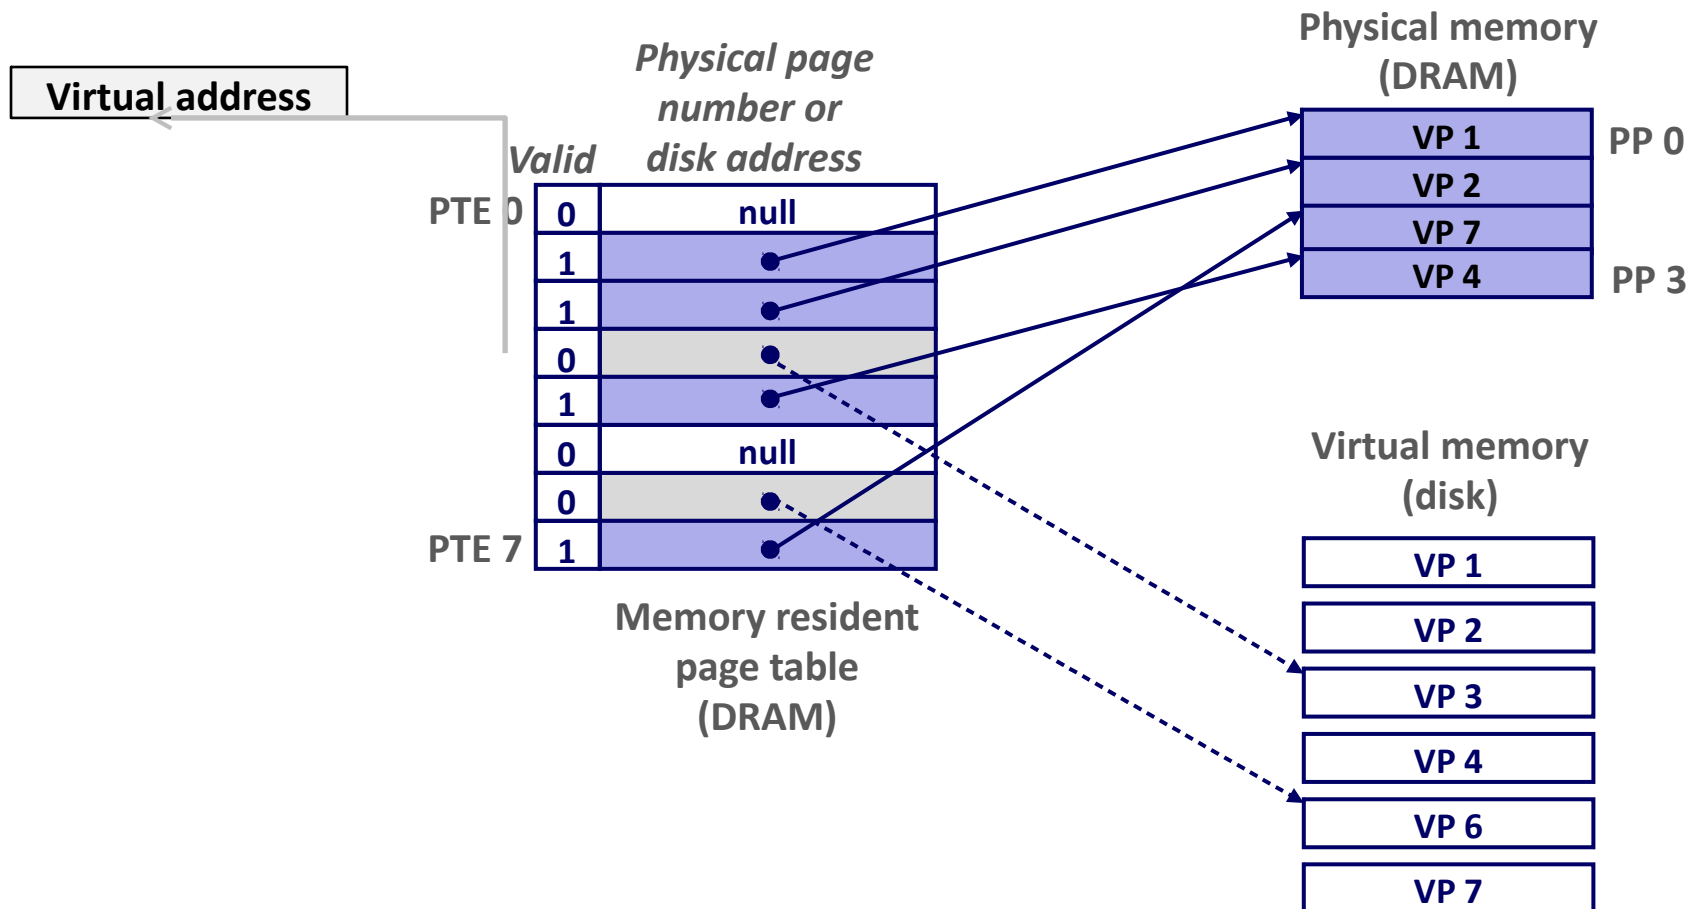 Virtual address
Physical page
number or
disk address
Valid
PTE 0
0
null
1
1
0
1
0
null
0
PTE 7
1
Memory resident
page table
(DRAM)
Physical memory
(DRAM)
VP 1
PP 0
VP 2
VP 7
VP 4
PP 3
Virtual memory
(disk)
VP 1
VP 2
VP 3
VP 4
VP 6
VP 7